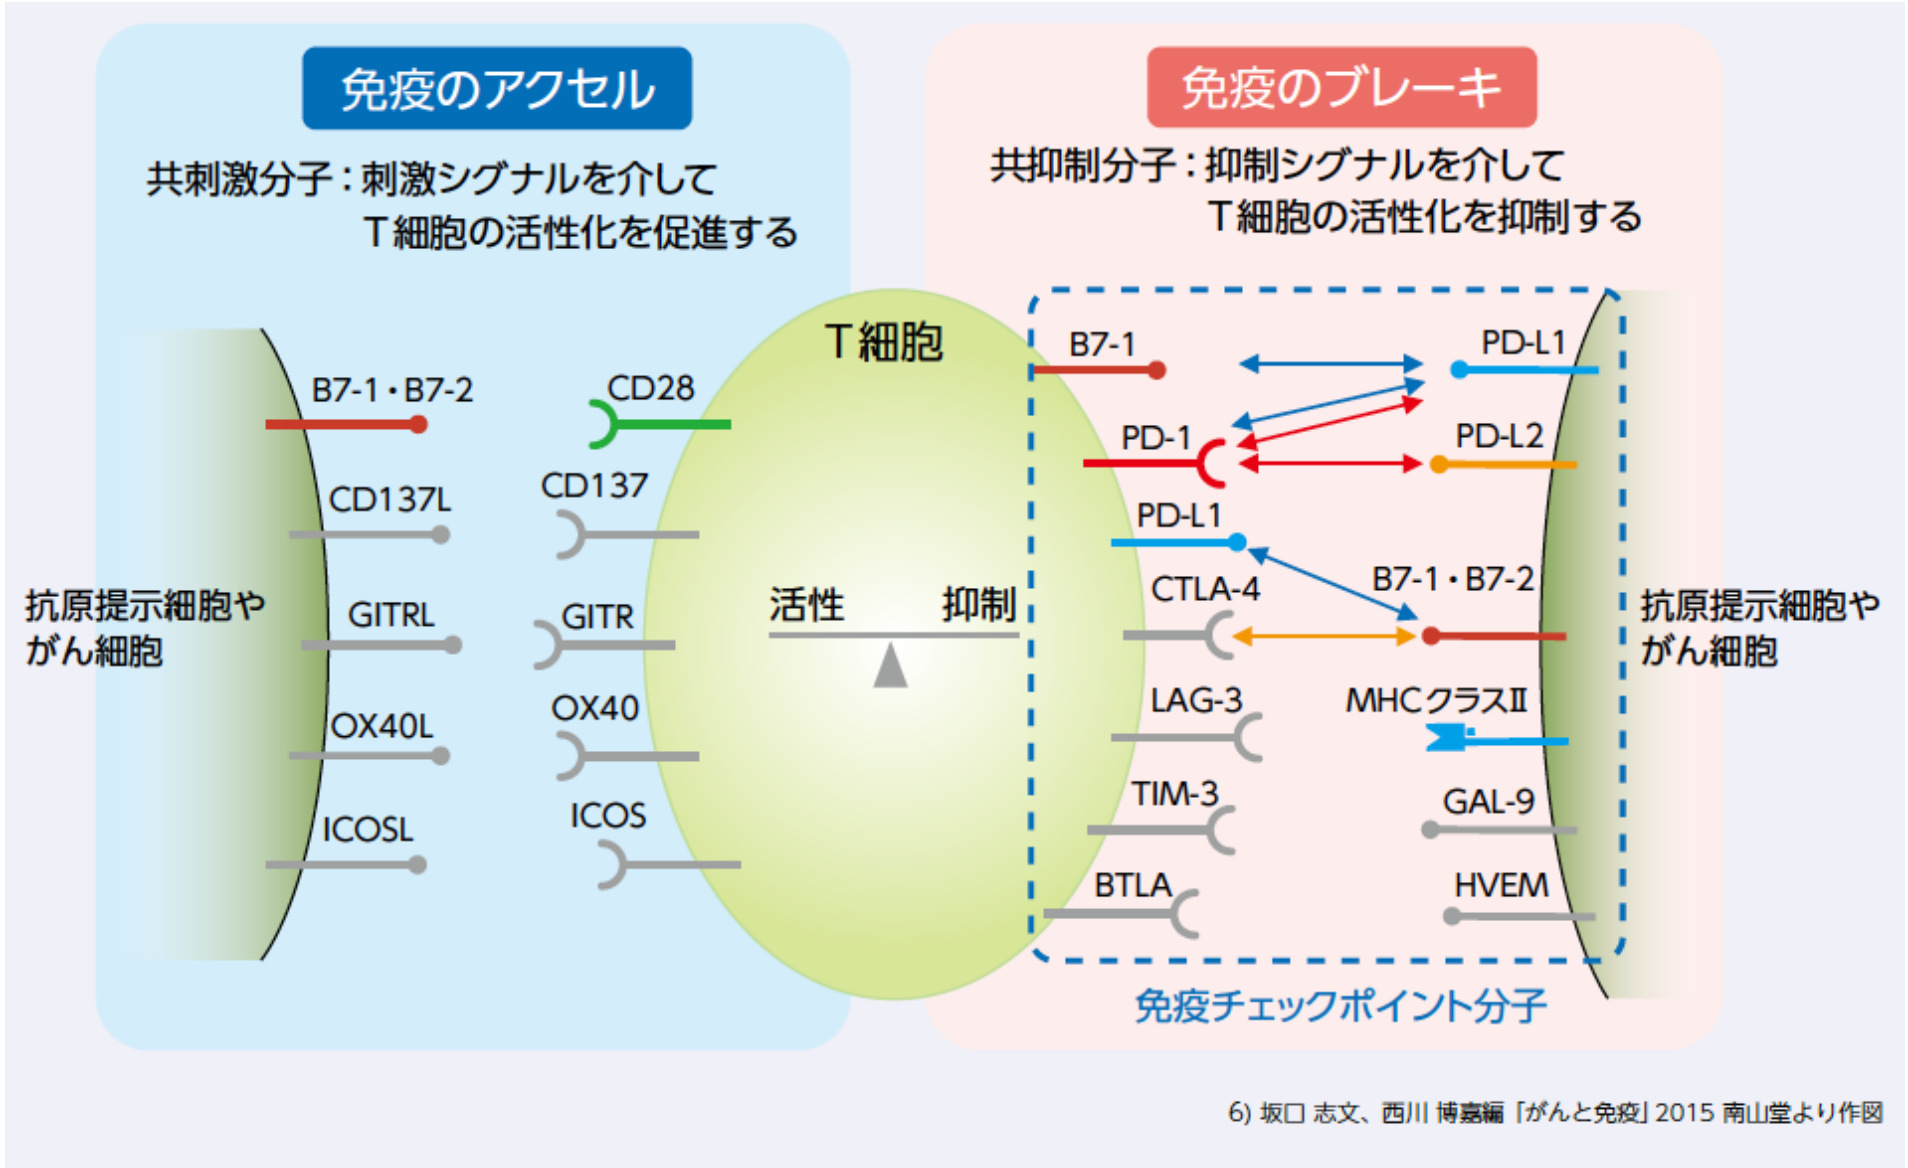 免疫のアクセル
共刺激分子：刺激シグナルを介して
T細胞の活性化を促進する
B7-1・B7-2
CD28
CD137L
CD137
GITRL
GITR
OX40L
OX40
ICOSL
ICOS
抗原提示細胞や
がん細胞
T細胞
活性
抑制
免疫のブレーキ
共抑制分子：抑制シグナルを介して
T細胞の活性化を抑制する
B7-1
PD-L1
PD-1
PD-L2
PD-L1
CTLA-4
B7-1・B7-2
LAG-3
MHCクラスⅡ
TIM-3
GAL-9
BTLA
HVEM
抗原提示細胞や
がん細胞
免疫チェックポイント分子
6) 坂口 志文、西川 博嘉編「がんと免疫」2015 南山堂より作図